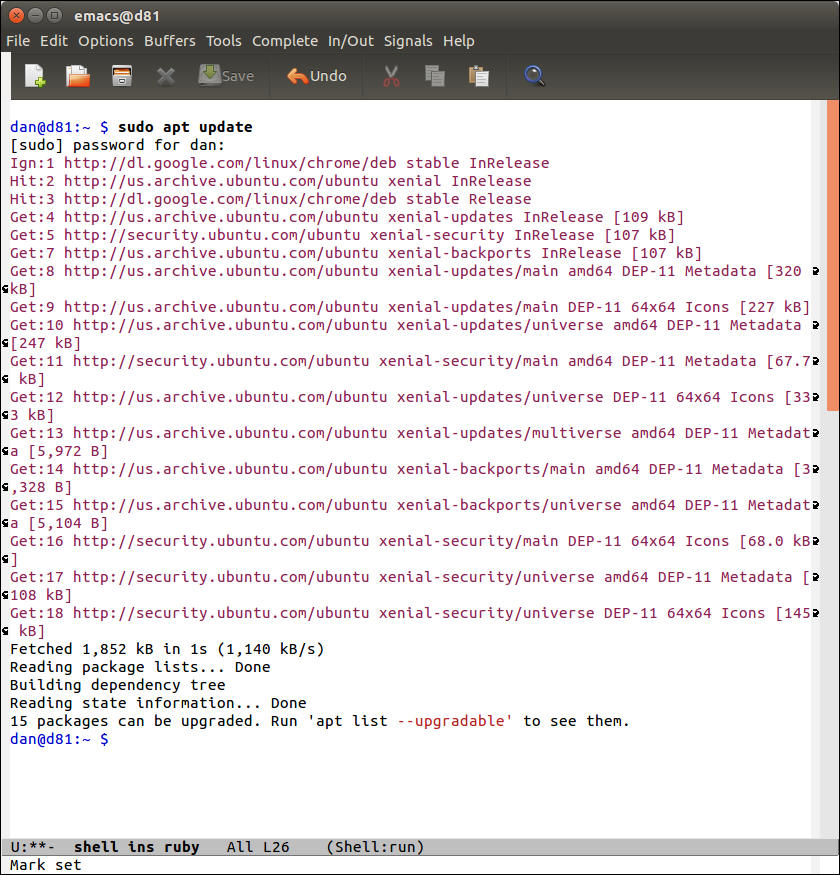 emacs@d81
File Edit Options Buffers Tools Complete In/Out Signals Help
Save Undo
dan@d81:~ $ sudo apt update
[sudo] password for dan:
Ign:1 http://dl.google.com/linux/chrome/deb stable InRelease
Hit:2 http://us.archive.ubuntu.com/ubuntu xenial InRelease
Hit:3 http://dl.google.com/linux/chrome/deb stable Release
Get:4 http://us.archive.ubuntu.com/ubuntu xenial-updates InRelease [109 kB]
Get:5 http://security.ubuntu.com/ubuntu xenial-security InRelease [107 kB]
Get:7 http://us.archive.ubuntu.com/ubuntu xenial-backports InRelease [107 kB]
Get:8 http://us.archive.ubuntu.com/ubuntu xenial-updates/main amd64 DEP-11 Metadata [320
kB]
Get:9 http://us.archive.ubuntu.com/ubuntu xenial-updates/main DEP-11 64x64 Icons [227 kB]
Get:10 http://us.archive.ubuntu.com/ubuntu xenial-updates/universe amd64 DEP-11 Metadata
[247 kB]
Get:11 http://security.ubuntu.com/ubuntu xenial-security/main amd64 DEP-11 Metadata [67.7
kB]
Get:12 http://us.archive.ubuntu.com/ubuntu xenial-updates/universe DEP-11 64x64 Icons [33
3 kB]
Get:13 http://us.archive.ubuntu.com/ubuntu xenial-updates/multiverse amd64 DEP-11 Metadat
a [5,972 B]
Get:14 http://us.archive.ubuntu.com/ubuntu xenial-backports/main amd64 DEP-11 Metadata [3
,328 B]
Get:15 http://us.archive.ubuntu.com/ubuntu xenial-backports/universe amd64 DEP-11 Metadat
a [5,104 B]
Get:16 http://security.ubuntu.com/ubuntu xenial-security/main DEP-11 64x64 Icons [68.0 kB
]
Get:17 http://security.ubuntu.com/ubuntu xenial-security/universe amd64 DEP-11 Metadata [
108 kB]
Get:18 http://security.ubuntu.com/ubuntu xenial-security/universe DEP-11 64x64 Icons [145
kB]
Fetched 1,852 kB in 1s (1,140 kB/s)
Reading package lists... Done
Building dependency tree
Reading state information... Done
15 packages can be upgraded. Run 'apt list --upgradable' to see them.
dan@d81:~ $
U:**- shell ins ruby All L26 (Shell:run)
Mark set